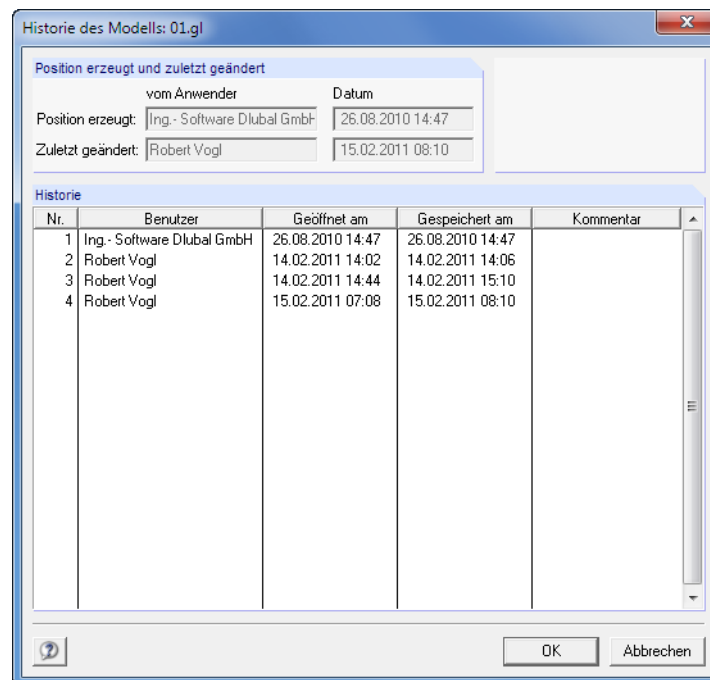 Historie des Modells: 01.gl
Position erzeugt und zuletzt geändert
vom Anwender Datum
Position erzeugt: Ing.- Software Dlubal GmbH 26.08.2010 14:47
Zuletzt geändert: Robert Vogl 15.02.2011 08:10
Historie
Nr. Benutzer Geöffnet am Gespeichert am Kommentar
1 Ing.- Software Dlubal GmbH 26.08.2010 14:47 26.08.2010 14:47
2 Robert Vogl 14.02.2011 14:02 14.02.2011 14:06
3 Robert Vogl 14.02.2011 14:44 14.02.2011 15:10
4 Robert Vogl 15.02.2011 07:08 15.02.2011 08:10
OK Abbrechen